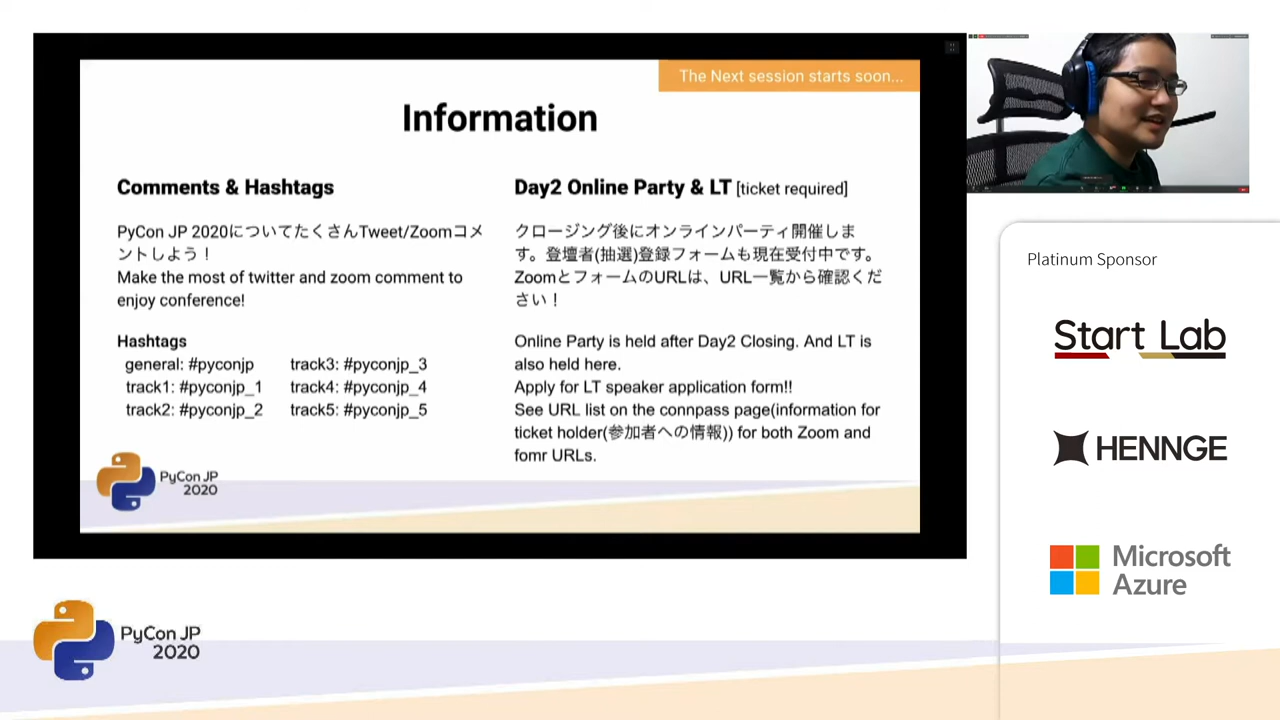 The Next session starts soon...
Information
Comments & Hashtags
PyCon JP 2020についてたくさんTweet/Zoomコメ
ントしよう！
Make the most of twitter and zoom comment to
enjoy conference!
Hashtags
general: #pyconjp
track3: #pyconjp_3
track1: #pyconjp_1
track4: #pyconjp_4
track2: #pyconjp_2
track5: #pyconjp_5
Day2 Online Party & LT [ticket required]
クロージング後にオンラインパーティ開催しま
す。登壇者(抽選)登録フォームも現在受付中です。
ZoomとフォームのURLは、URL一覧から確認くだ
さい！
Online Party is held after Day2 Closing. And LT is
also held here.
Apply for LT speaker application form!!
See URL list on the connpass page(information for
ticket holder(参加者への情報)) for both Zoom and
fomr URLs.
PyCon JP
2020
Platinum Sponsor
Start Lab
HENNGE
Microsoft
Azure
PyCon JP
2020